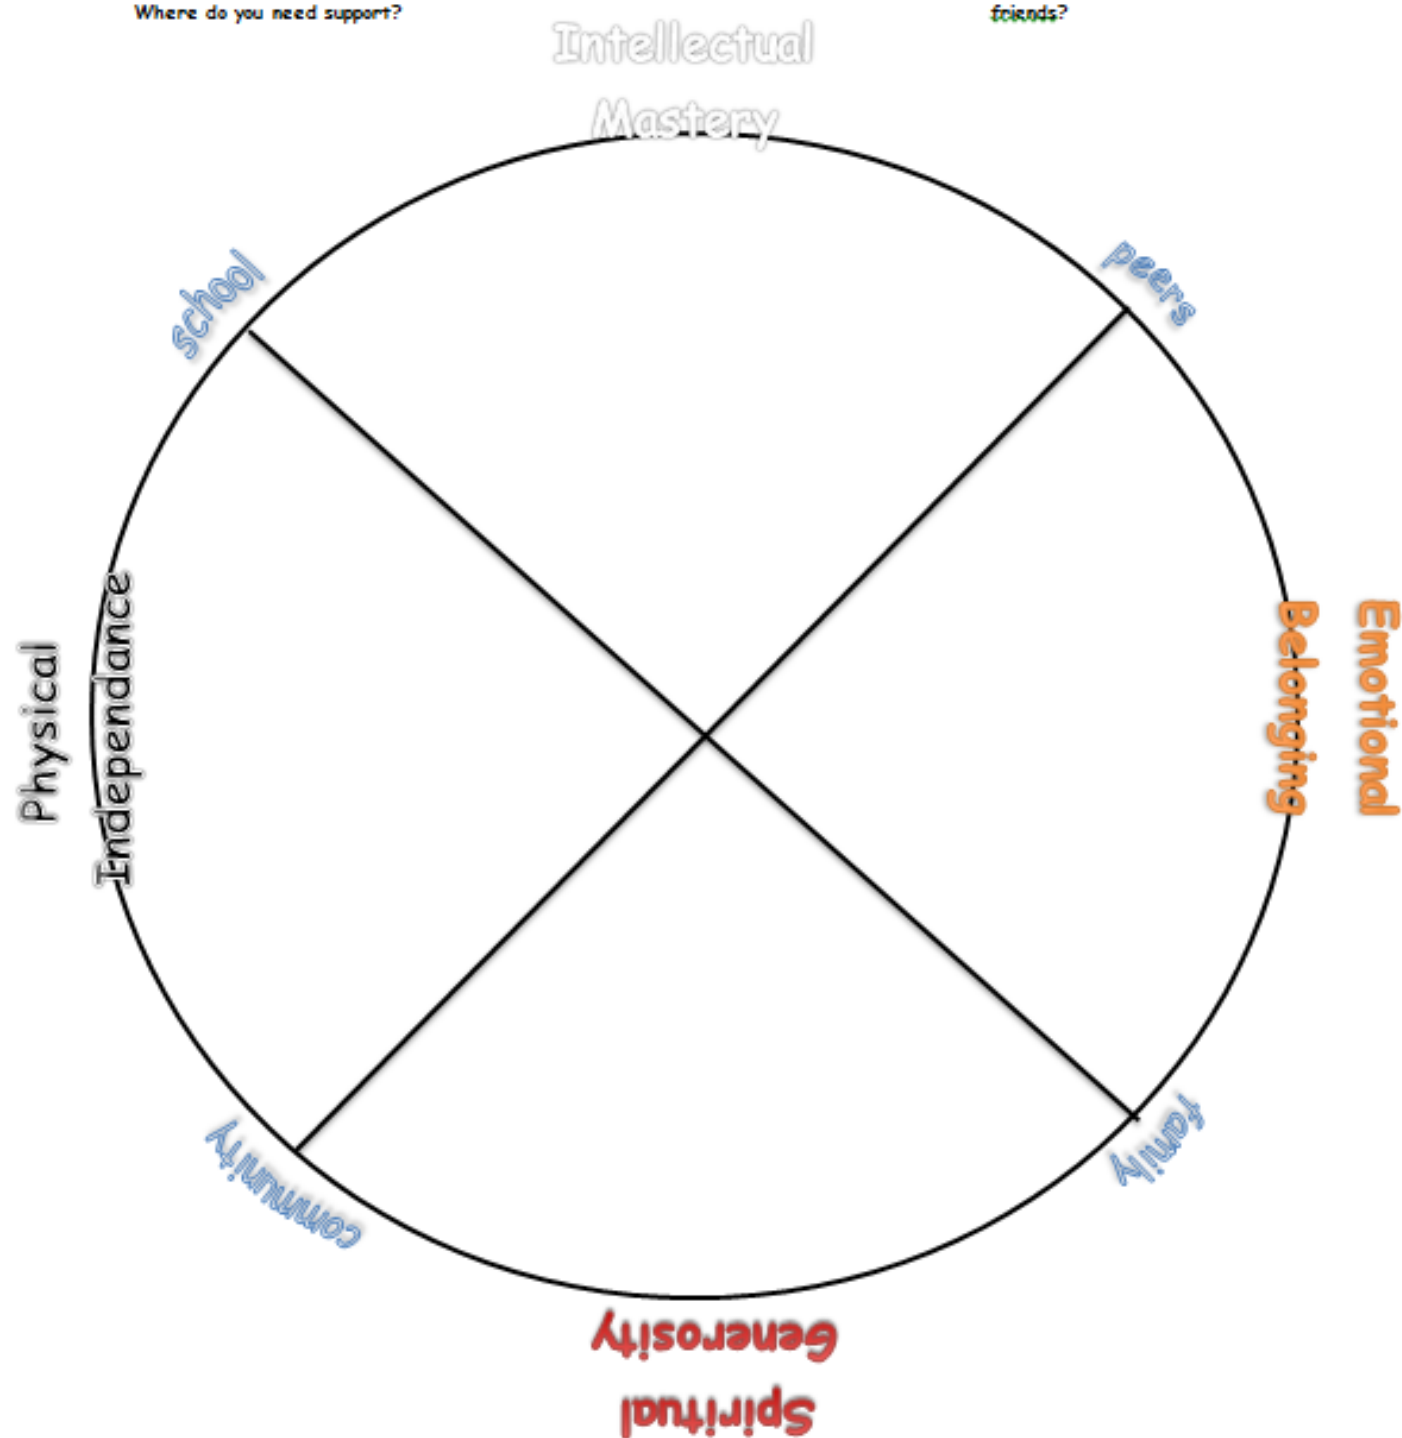 Where do you need support?
friends?
Intellectual
Mastery
school
peers
Physical
Independance
Belonging
Emotional
community
family
Generosity
Spiritual